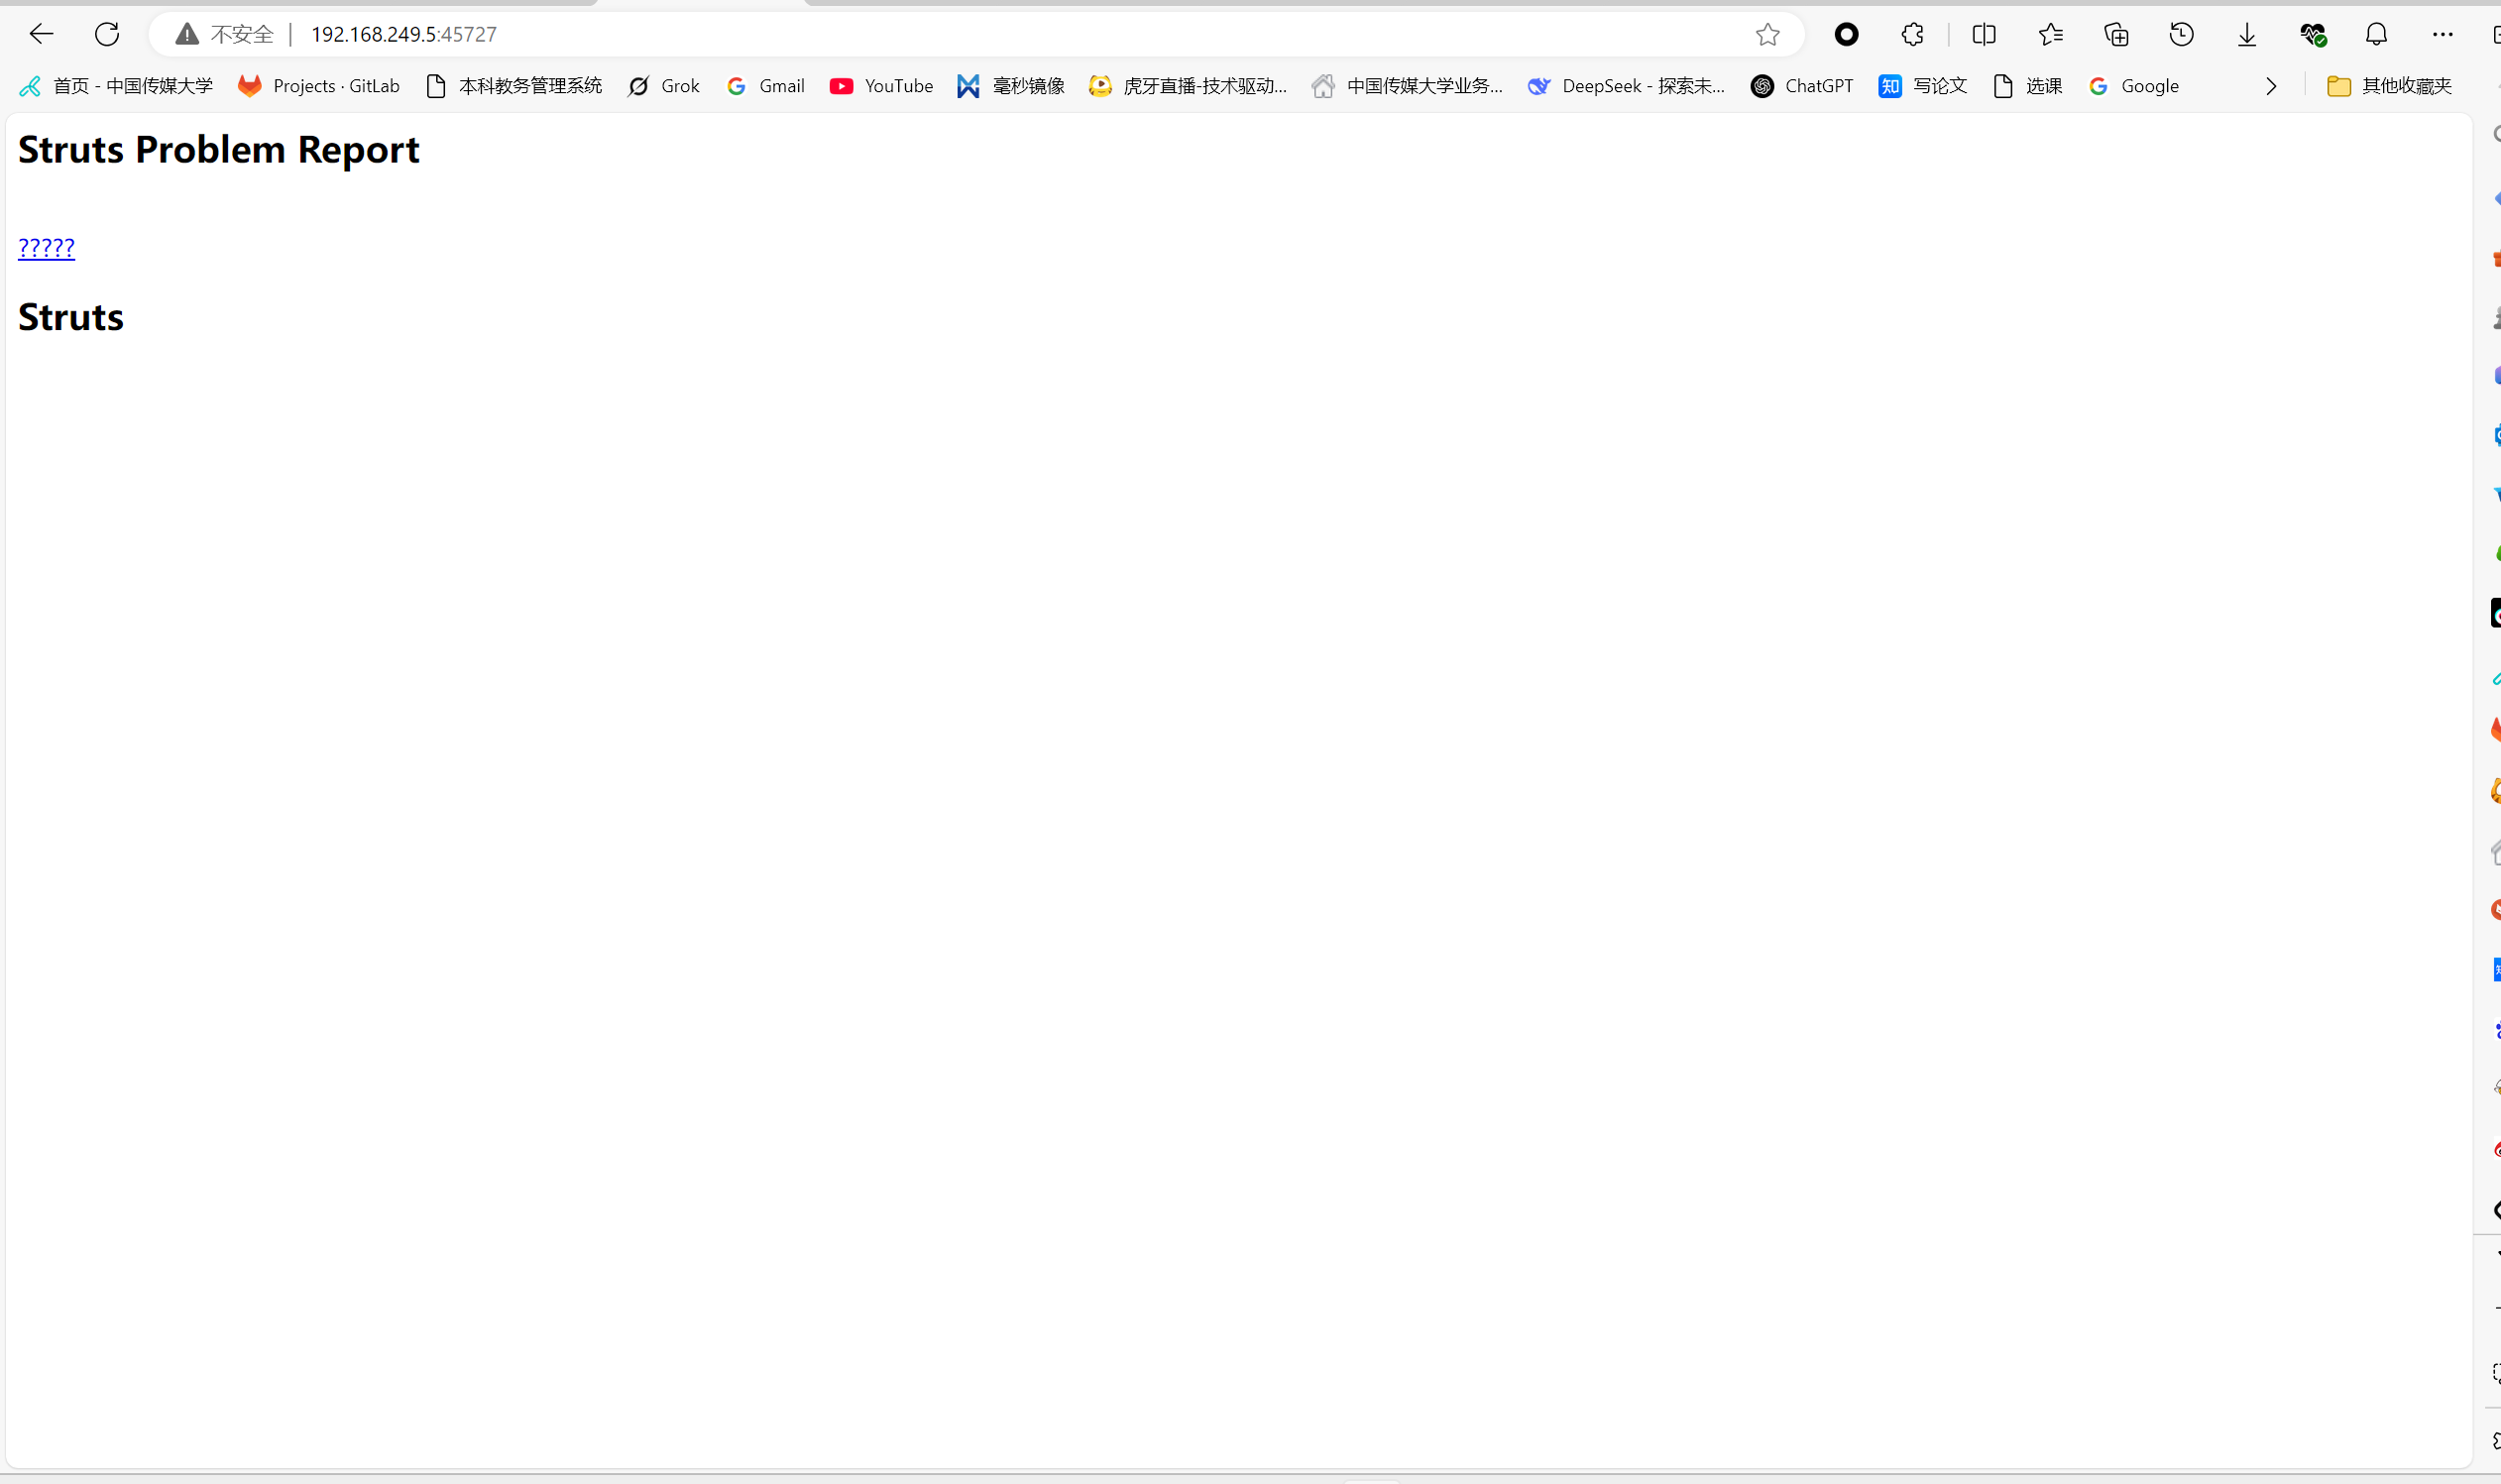 不安全 | 192.168.249.5:45727
首页 - 中国传媒大学 Projects · GitLab 本科教务管理系统 Grok Gmail YouTube 毫秒镜像 虎牙直播-技术驱动... 中国传媒大学业务... DeepSeek - 探索未... ChatGPT 知 写论文 选课 Google 其他收藏夹
Struts Problem Report
?????
Struts